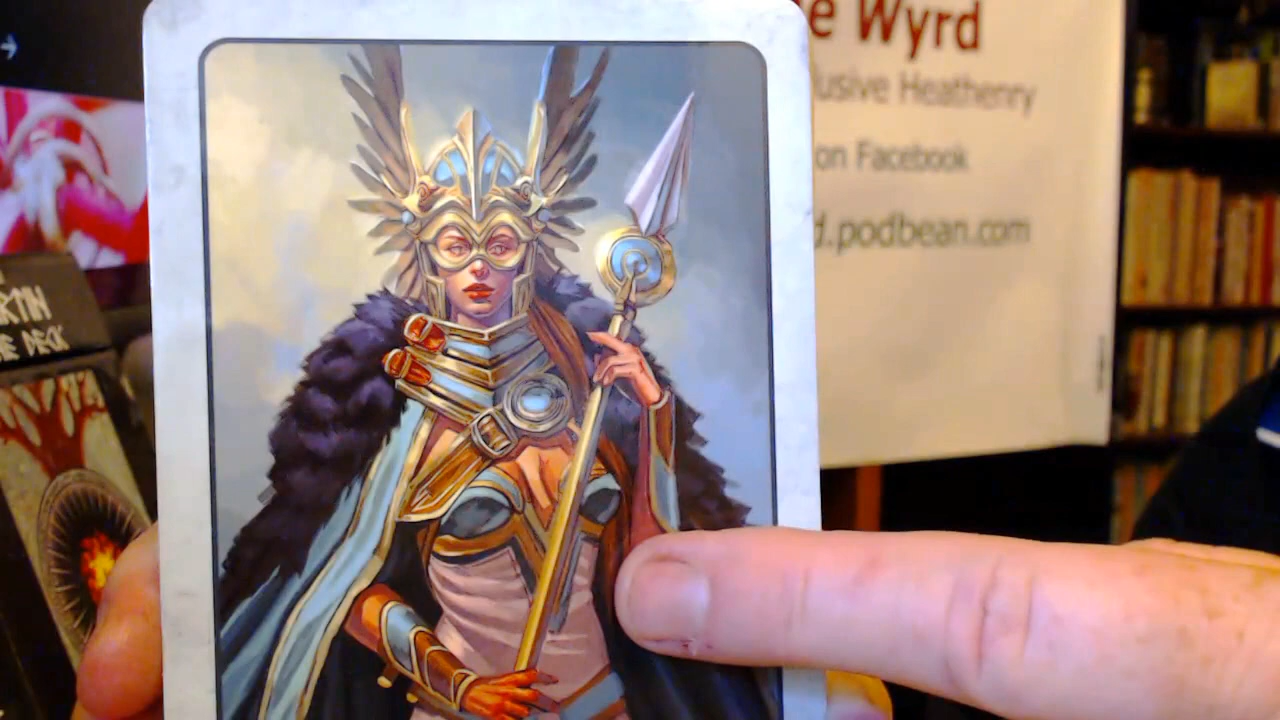 e Wyrd
lusive Heathenry
on Facebook
d.podbean.com
RTIN
E DECK